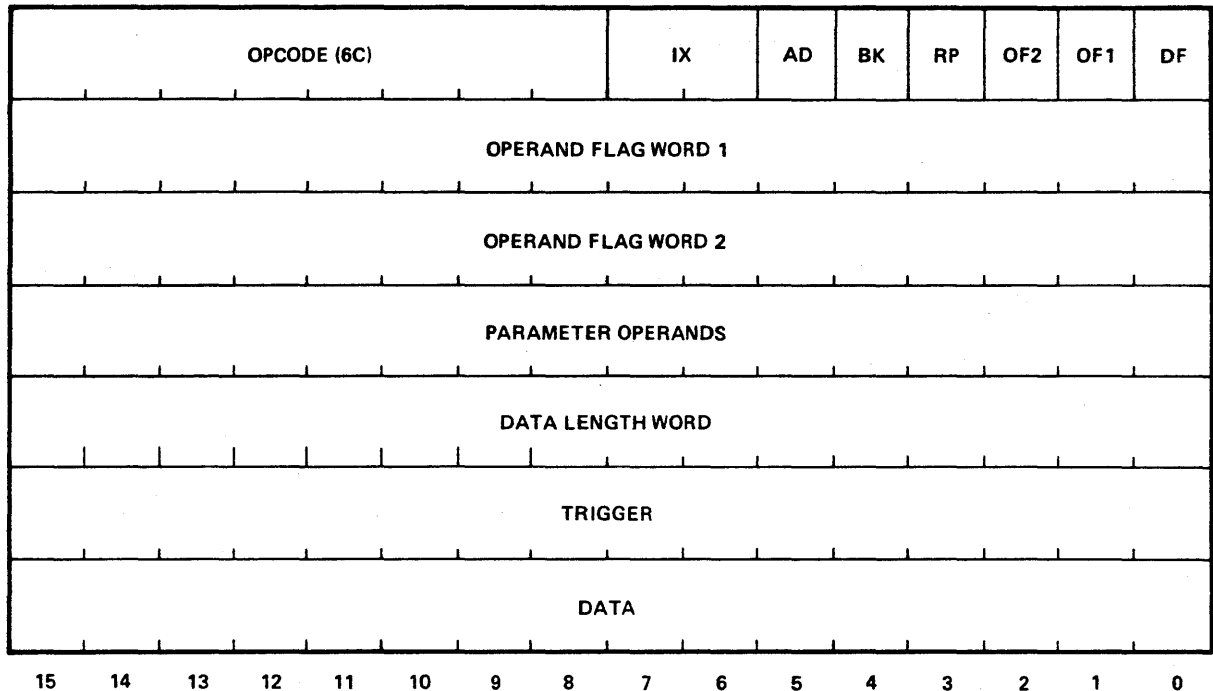 OPCODE (6C) IX AD BK RP OF2 OF1 DF
OPERAND FLAG WORD 1
OPERAND FLAG WORD 2
PARAMETER OPERANDS
DATA LENGTH WORD
TRIGGER
DATA
15 14 13 12 11 10 9 8 7 6 5 4 3 2 1 0